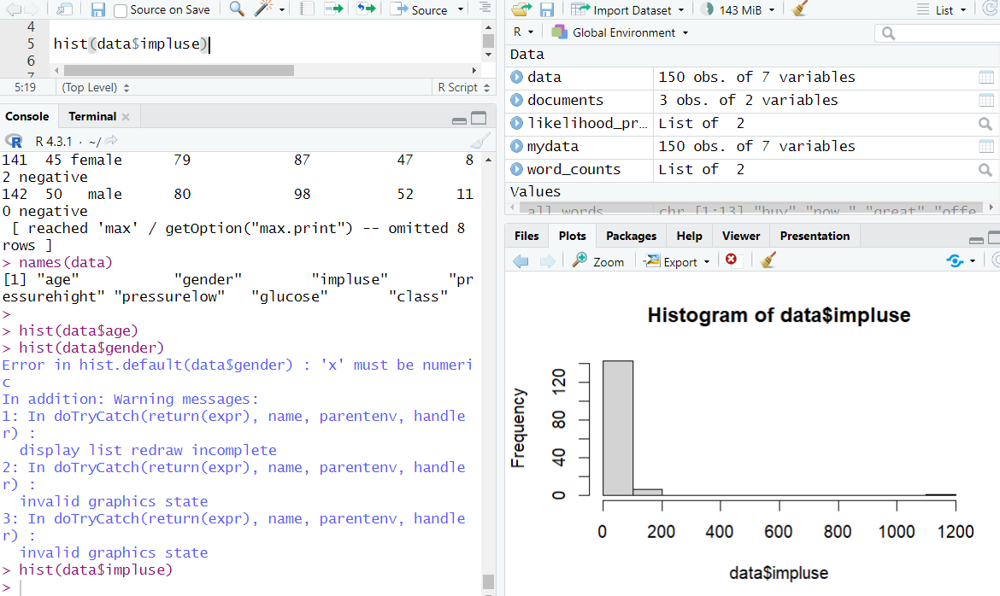 Source on Save Source
4
5 hist(data$impluse)
6
7
5:19 (Top Level) R Script
Console Terminal
R 4.3.1 · ~/
141 45 female 79 87 47 8
2 negative
142 50 male 80 98 52 11
0 negative
[ reached 'max' / getOption("max.print") -- omitted 8
rows ]
> names(data)
[1] "age" "gender" "impluse" "pr
essurehight" "pressurelow" "glucose" "class"
>
> hist(data$age)
> hist(data$gender)
Error in hist.default(data$gender) : 'x' must be numeri
c
In addition: Warning messages:
1: In doTryCatch(return(expr), name, parentenv, handle
r) :
display list redraw incomplete
2: In doTryCatch(return(expr), name, parentenv, handle
r) :
invalid graphics state
3: In doTryCatch(return(expr), name, parentenv, handle
r) :
invalid graphics state
> hist(data$impluse)
>
Import Dataset 143 MiB List
R Global Environment
Data
data 150 obs. of 7 variables
documents 3 obs. of 2 variables
likelihood_pr… List of 2
mydata 150 obs. of 7 variables
word_counts List of 2
Values
all_words chr [1:13] "buy" "now " "great" "offe
Files Plots Packages Help Viewer Presentation
Zoom Export
Histogram of data$impluse
Frequency
0 40 80 120
0 200 400 600 800 1000 1200
data$impluse